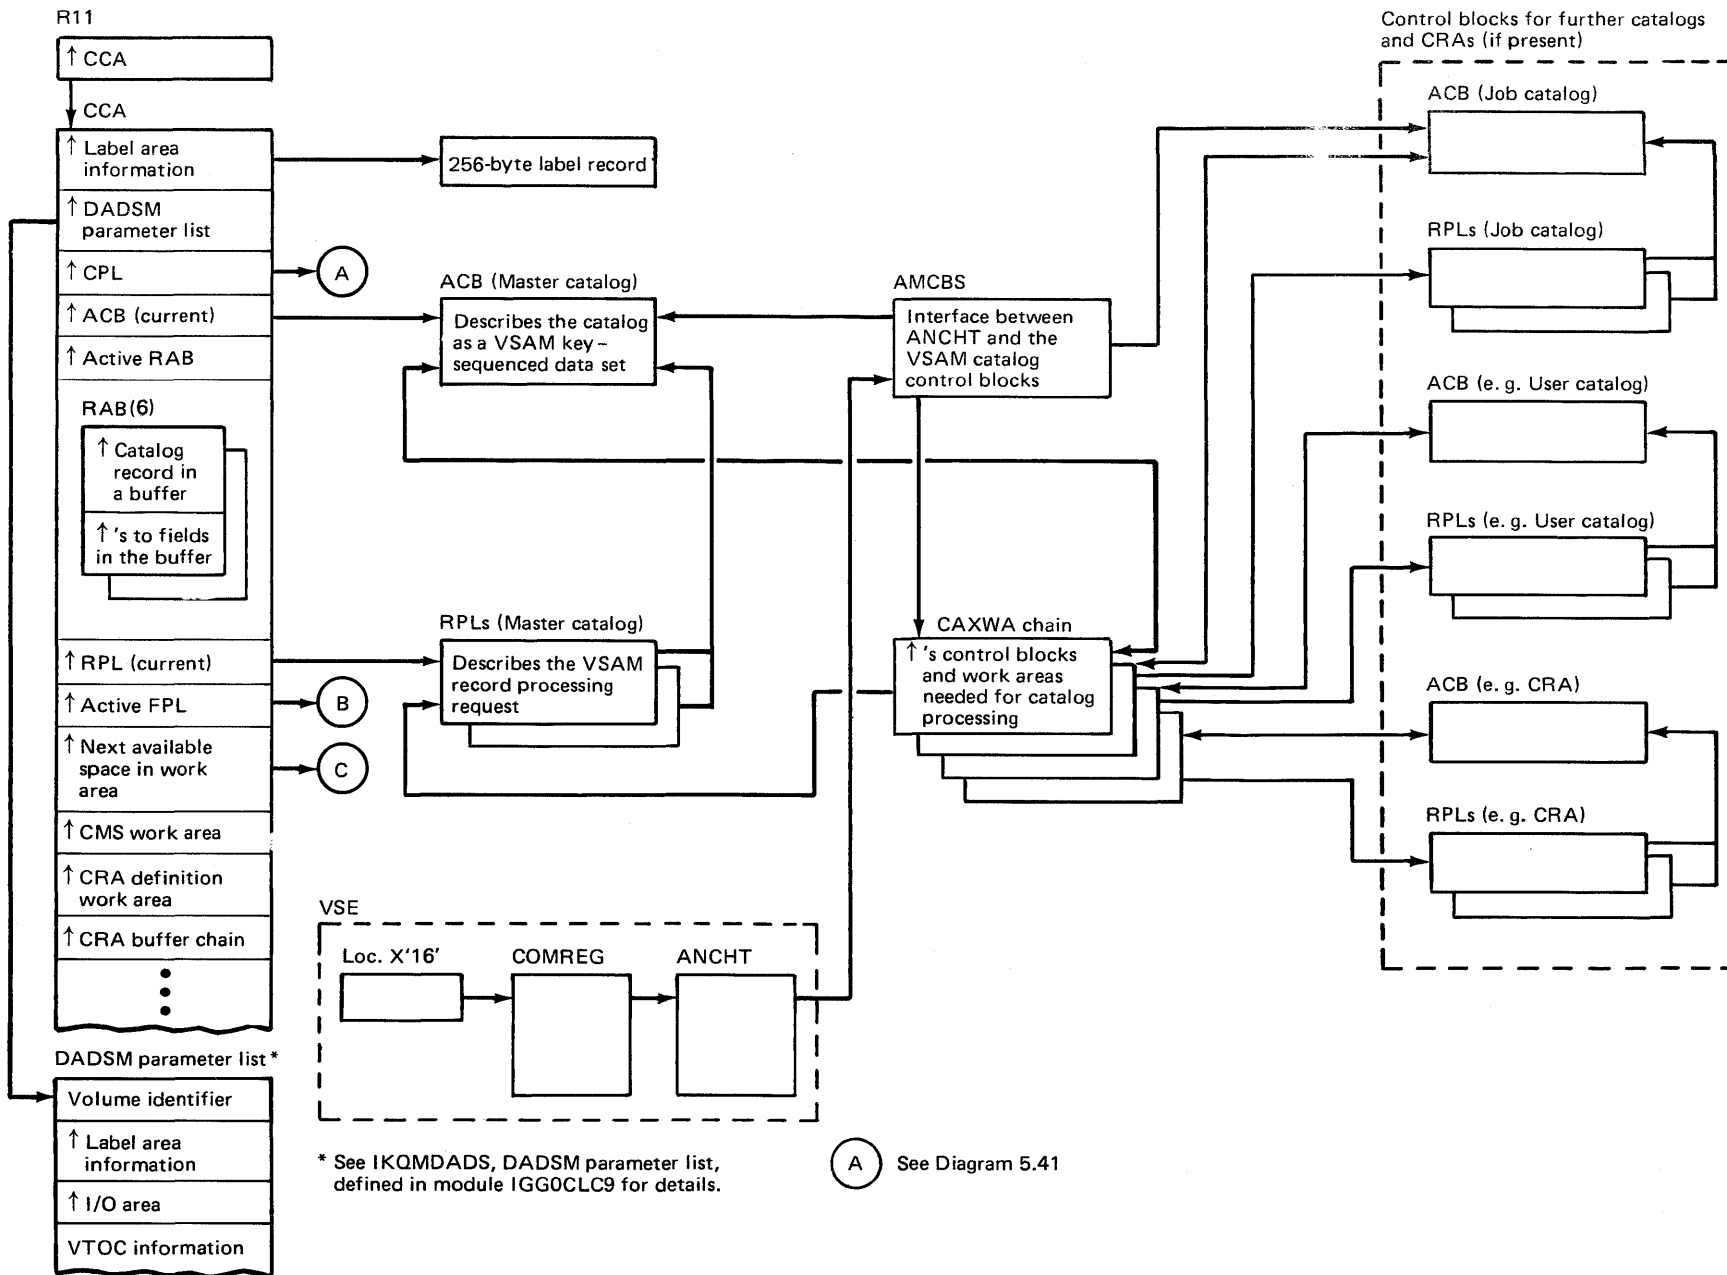 R11
↑ CCA
CCA
↑ Label area
information
↑ DADSM
parameter list
↑ CPL
↑ ACB (current)
↑ Active RAB
RAB(6)
↑ Catalog
record in
a buffer
↑'s to fields
in the buffer
↑ RPL (current)
↑ Active FPL
↑ Next available
space in work
area
↑ CMS work area
↑ CRA definition
work area
↑ CRA buffer chain
DADSM parameter list *
Volume identifier
↑ Label area
information
↑ I/O area
VTOC information
256-byte label record
A
B
C
ACB (Master catalog)
Describes the catalog
as a VSAM key –
sequenced data set
RPLs (Master catalog)
Describes the VSAM
record processing
request
AMCBS
Interface between
ANCHT and the
VSAM catalog
control blocks
CAXWA chain
↑'s control blocks
and work areas
needed for catalog
processing
VSE
Loc. X'16'
COMREG
ANCHT
* See IKQMDADS, DADSM parameter list,
defined in module IGG0CLC9 for details.
A See Diagram 5.41
Control blocks for further catalogs
and CRAs (if present)
ACB (Job catalog)
RPLs (Job catalog)
ACB (e. g. User catalog)
RPLs (e. g. User catalog)
ACB (e. g. CRA)
RPLs (e. g. CRA)